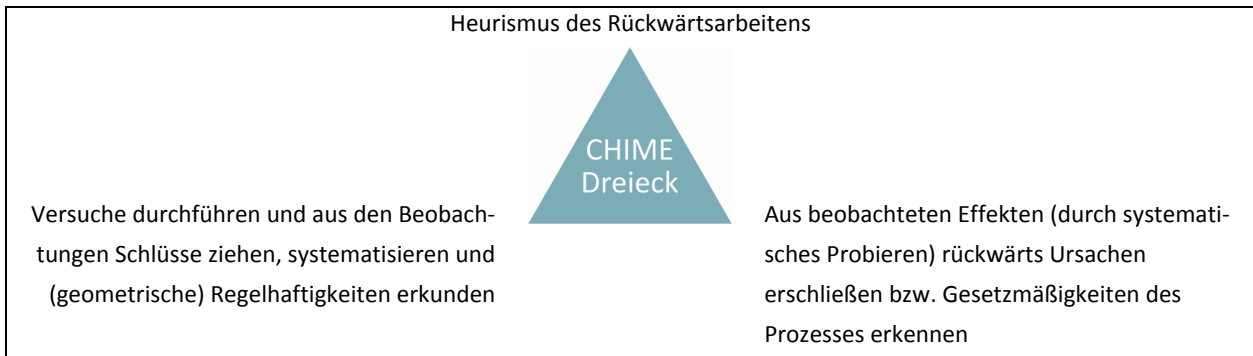 Heurismus des Rückwärtsarbeitens
CHIME
Dreieck
Versuche durchführen und aus den Beobach-
tungen Schlüsse ziehen, systematisieren und
(geometrische) Regelhaftigkeiten erkunden
Aus beobachteten Effekten (durch systemati-
sches Probieren) rückwärts Ursachen
erschließen bzw. Gesetzmäßigkeiten des
Prozesses erkennen